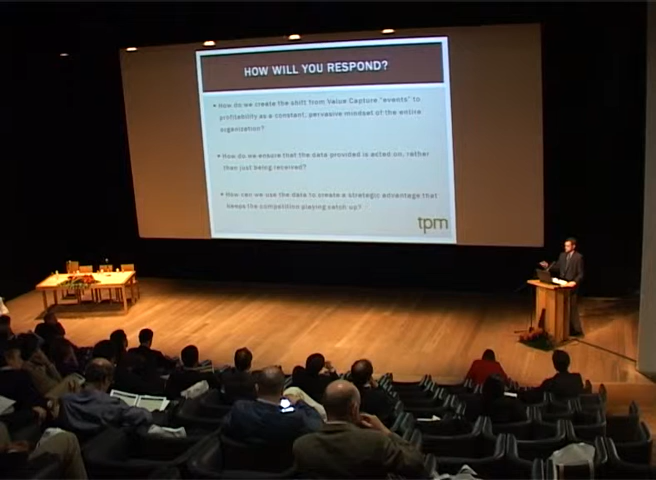 HOW WILL YOU RESPOND?
• How do we create the shift from Value Capture "events" to
profitability as a constant, pervasive mindset of the entire
organization?
• How do we ensure that the data provided is acted on, rather
than just being received?
• How can we use the data to create a strategic advantage that
keeps the competition playing catch up?
tpm